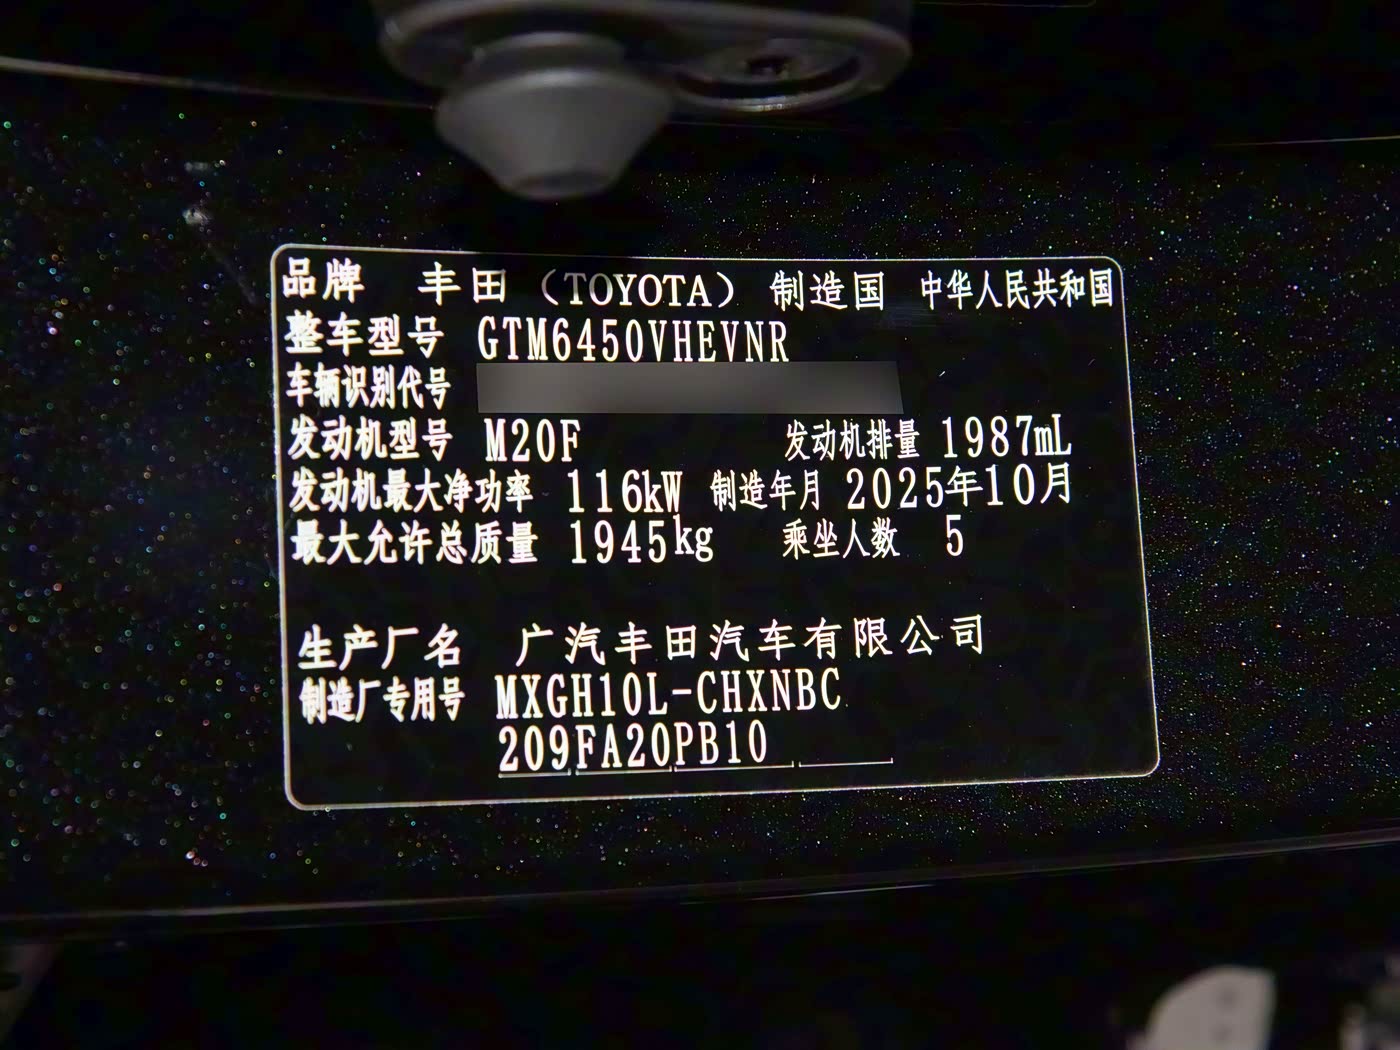 品牌 丰田（TOYOTA） 制造国 中华人民共和国
整车型号 GTM6450VHEVNR
车辆识别代号
发动机型号 M20F 发动机排量 1987mL
发动机最大净功率 116kW 制造年月 2025年10月
最大允许总质量 1945kg 乘坐人数 5
生产厂名 广汽丰田汽车有限公司
制造厂专用号 MXGH10L-CHXNBC
209FA20PB10